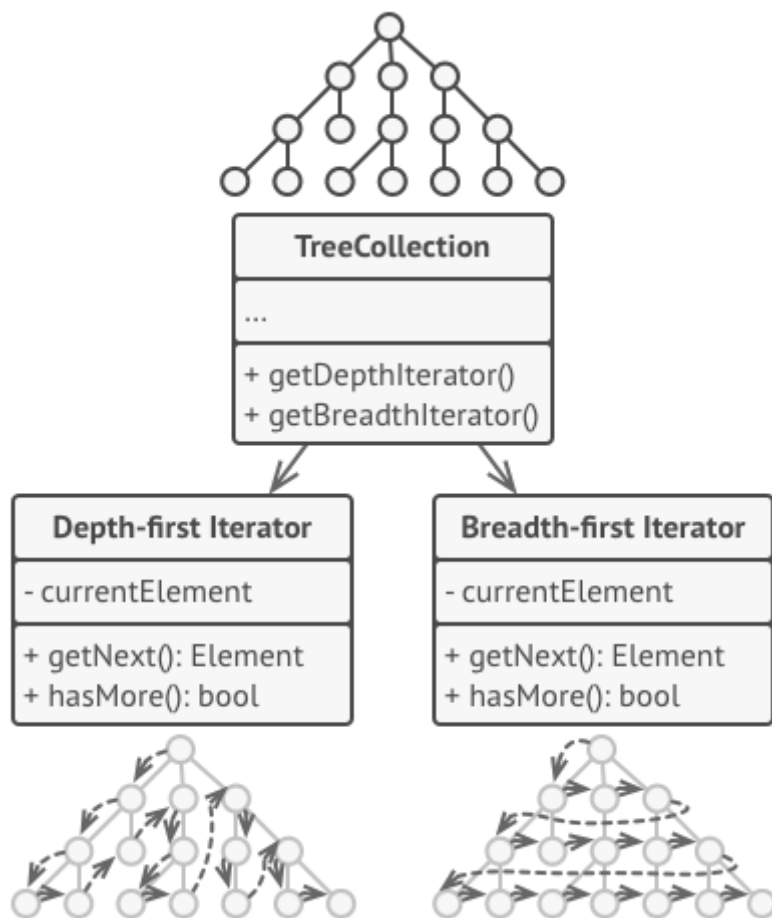 TreeCollection
...
+ getDepthIterator()
+ getBreadthIterator()
Depth-first Iterator
- currentElement
+ getNext(): Element
+ hasMore(): bool
Breadth-first Iterator
- currentElement
+ getNext(): Element
+ hasMore(): bool